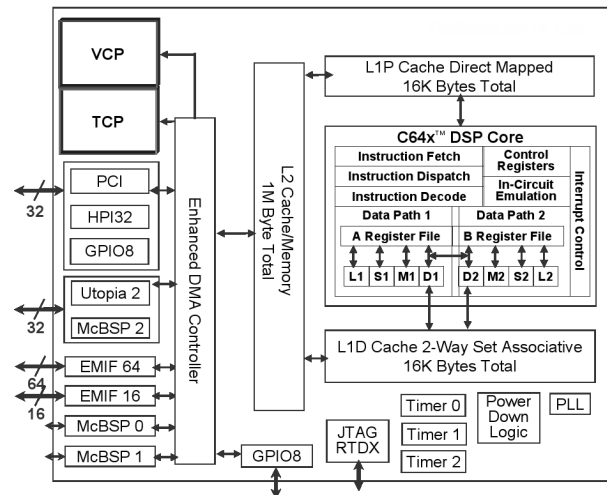 VCP
TCP
PCI
HPI32
GPIO8
32
Utopia 2
McBSP 2
32
EMIF 64
64
EMIF 16
16
McBSP 0
McBSP 1
Enhanced DMA Controller
L2 Cache/Memory
1M Byte Total
GPIO8
L1P Cache Direct Mapped
16K Bytes Total
C64x™ DSP Core
Instruction Fetch
Instruction Dispatch
Instruction Decode
Control
Registers
In-Circuit
Emulation
Interrupt Control
Data Path 1
Data Path 2
A Register File
B Register File
L1 S1 M1 D1 D2 M2 S2 L2
L1D Cache 2-Way Set Associative
16K Bytes Total
JTAG
RTDX
Timer 0
Timer 1
Timer 2
Power
Down
Logic
PLL